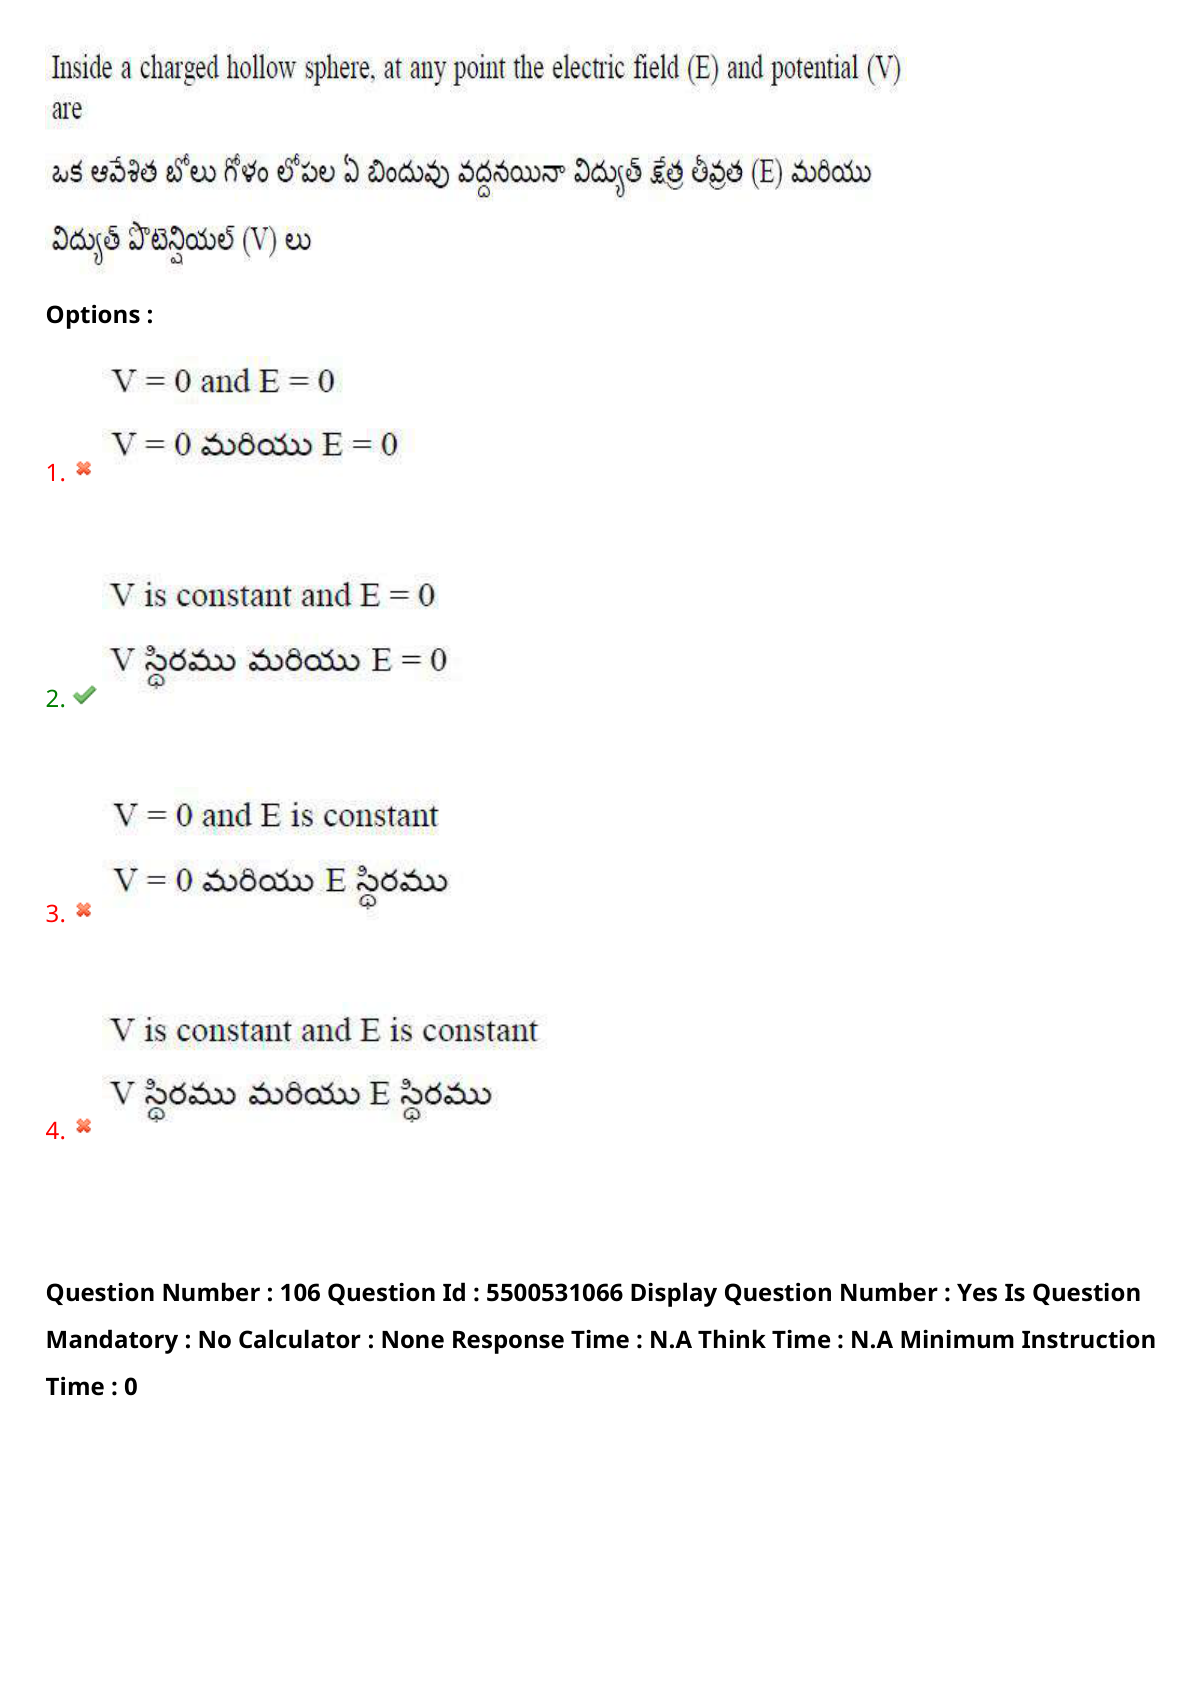 Inside a charged hollow sphere, at any point the electric field (E) and potential (V)
are
ఒక ఆవేశిత బోలు గోళం లోపల ఏ బిందువు వద్దనయినా విద్యుత్ క్షేత్ర తీవ్రత (E) మరియు
విద్యుత్ పొటెన్షియల్ (V) లు
Options :
V = 0 and E = 0
V = 0 మరియు E = 0
1.
V is constant and E = 0
V స్థిరము మరియు E = 0
2.
V = 0 and E is constant
V = 0 మరియు E స్థిరము
3.
V is constant and E is constant
V స్థిరము మరియు E స్థిరము
4.
Question Number : 106 Question Id : 5500531066 Display Question Number : Yes Is Question
Mandatory : No Calculator : None Response Time : N.A Think Time : N.A Minimum Instruction
Time : 0